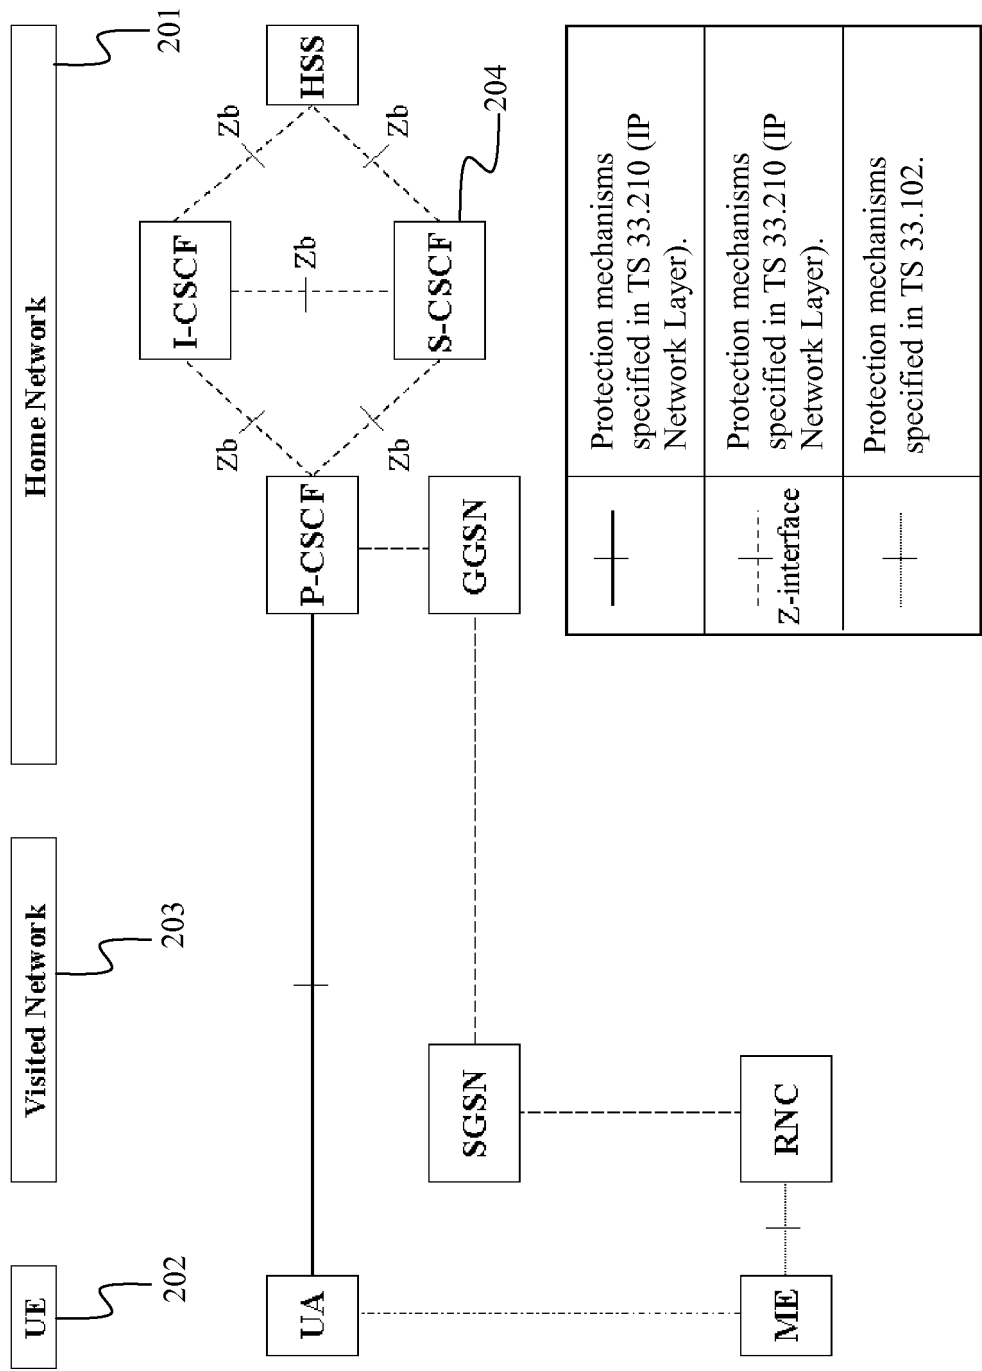 UE
Visited Network
Home Network
202
203
201
I-CSCF
Zb
Zb
UA
P-CSCF
Zb
HSS
Zb
Zb
S-CSCF
204
SGSN
GGSN
ME
RNC
Protection mechanisms
specified in TS 33.210 (IP
Network Layer).
Z-interface
Protection mechanisms
specified in TS 33.210 (IP
Network Layer).
Protection mechanisms
specified in TS 33.102.